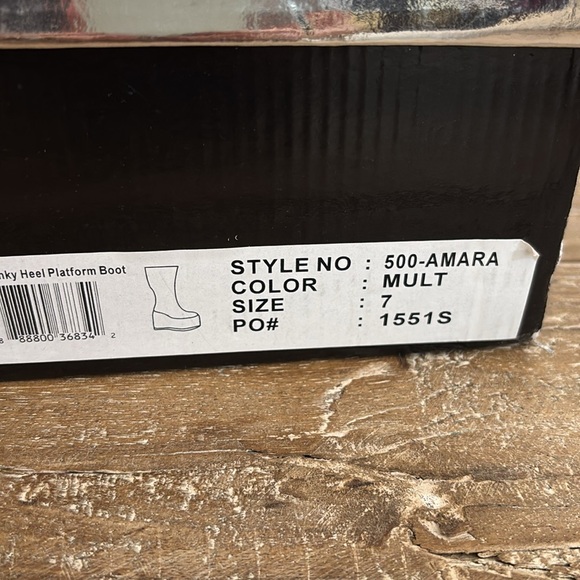 Heel Platform Boot
88800 36834 2
STYLE NO : 500-AMARA
COLOR : MULT
SIZE : 7
PO# : 1551S